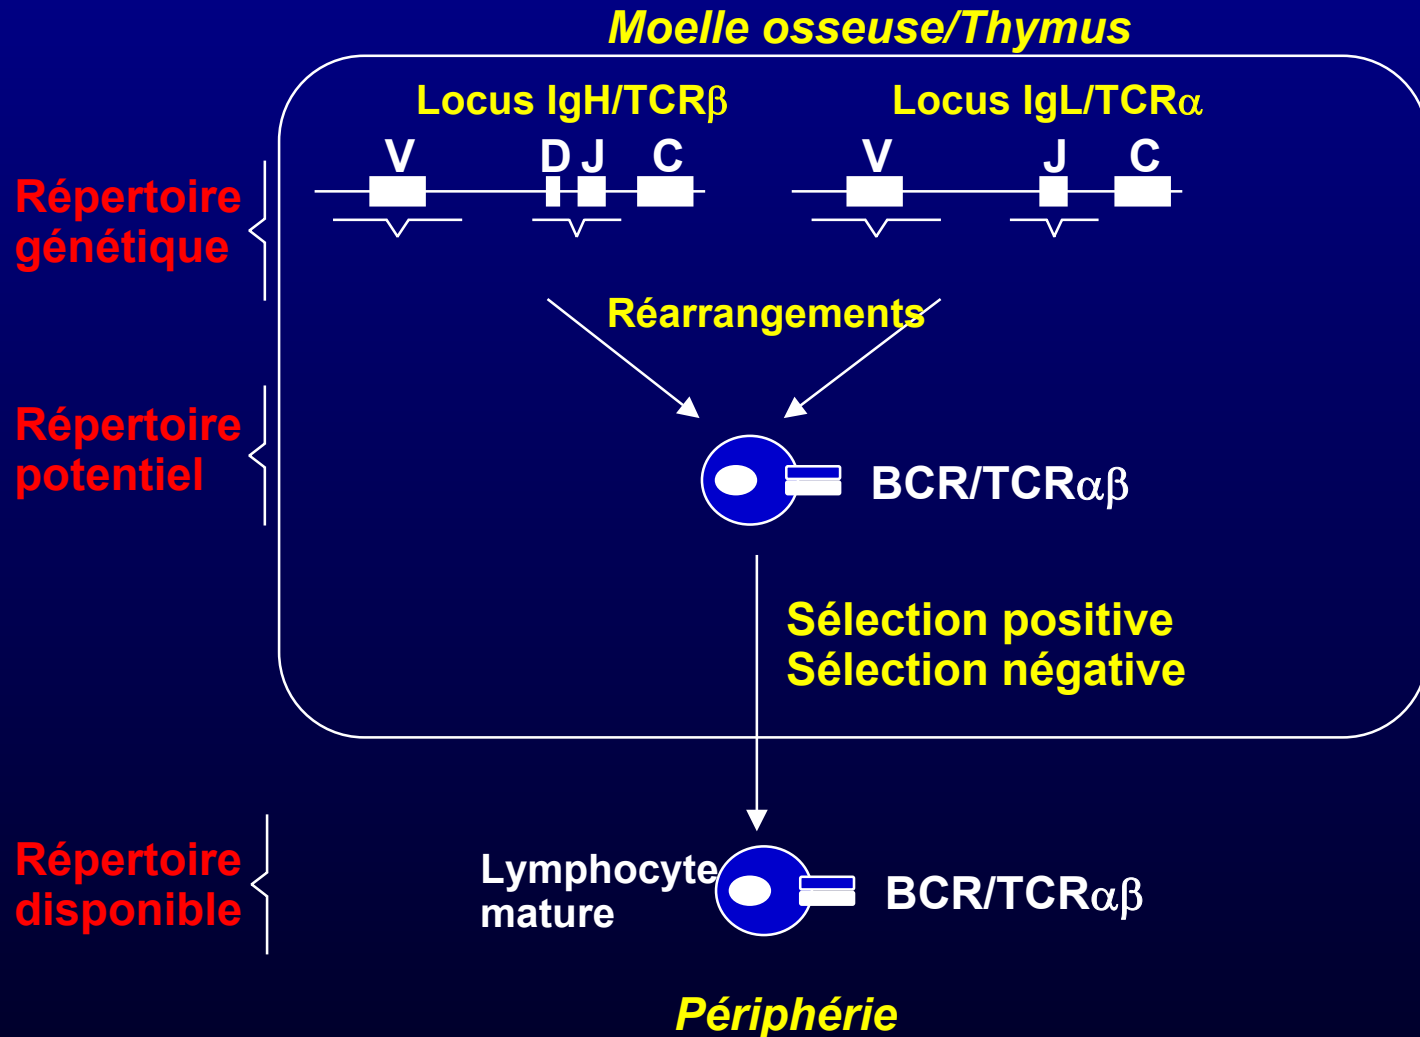 Moelle osseuse/Thymus
Locus IgH/TCRβ
Locus IgL/TCRα
V D J C
V J C
Répertoire
génétique
Réarrangements
Répertoire
potentiel
BCR/TCRαβ
Sélection positive
Sélection négative
Répertoire
disponible
Lymphocyte
mature
BCR/TCRαβ
Périphérie